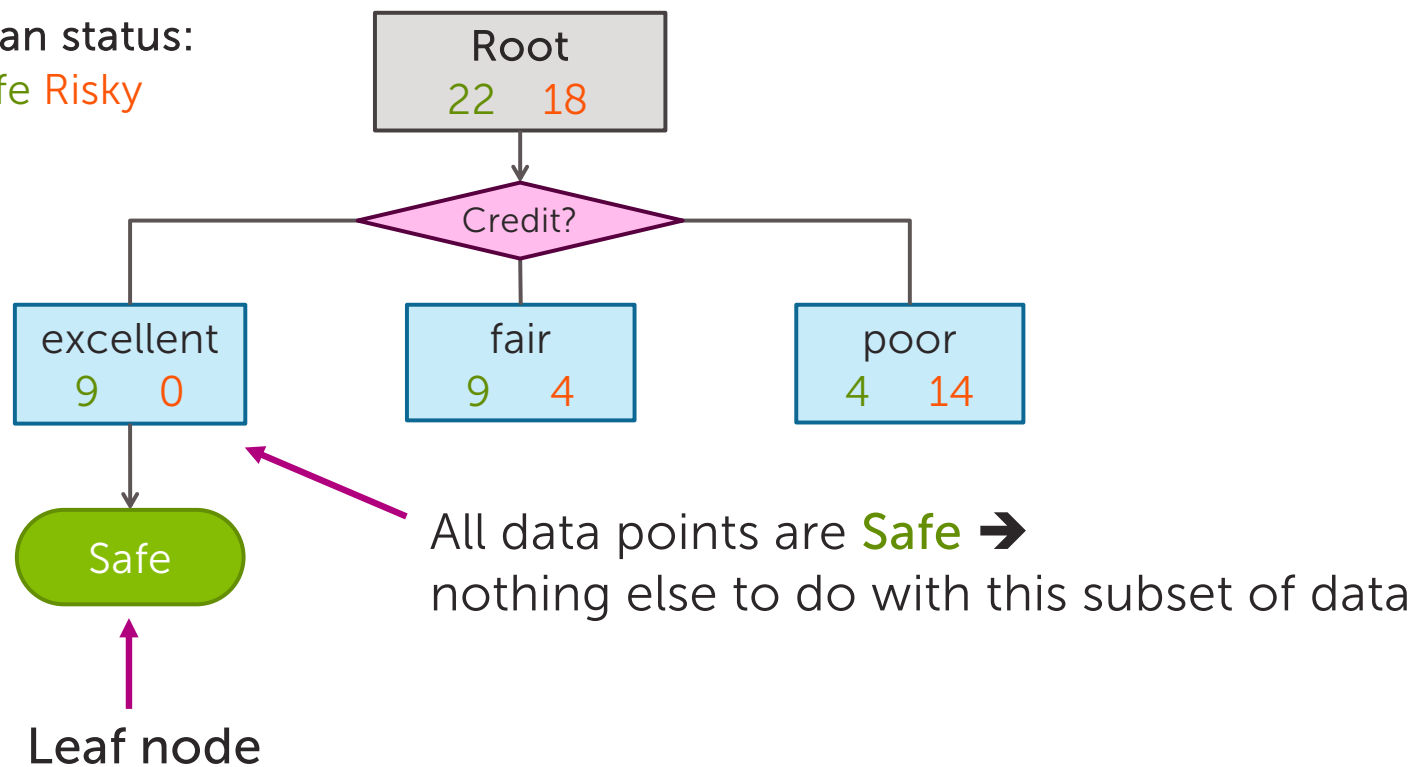 an status:
fe Risky
Root
22 18
Credit?
excellent
9 0
fair
9 4
poor
4 14
Safe
All data points are Safe ➔
nothing else to do with this subset of data
Leaf node